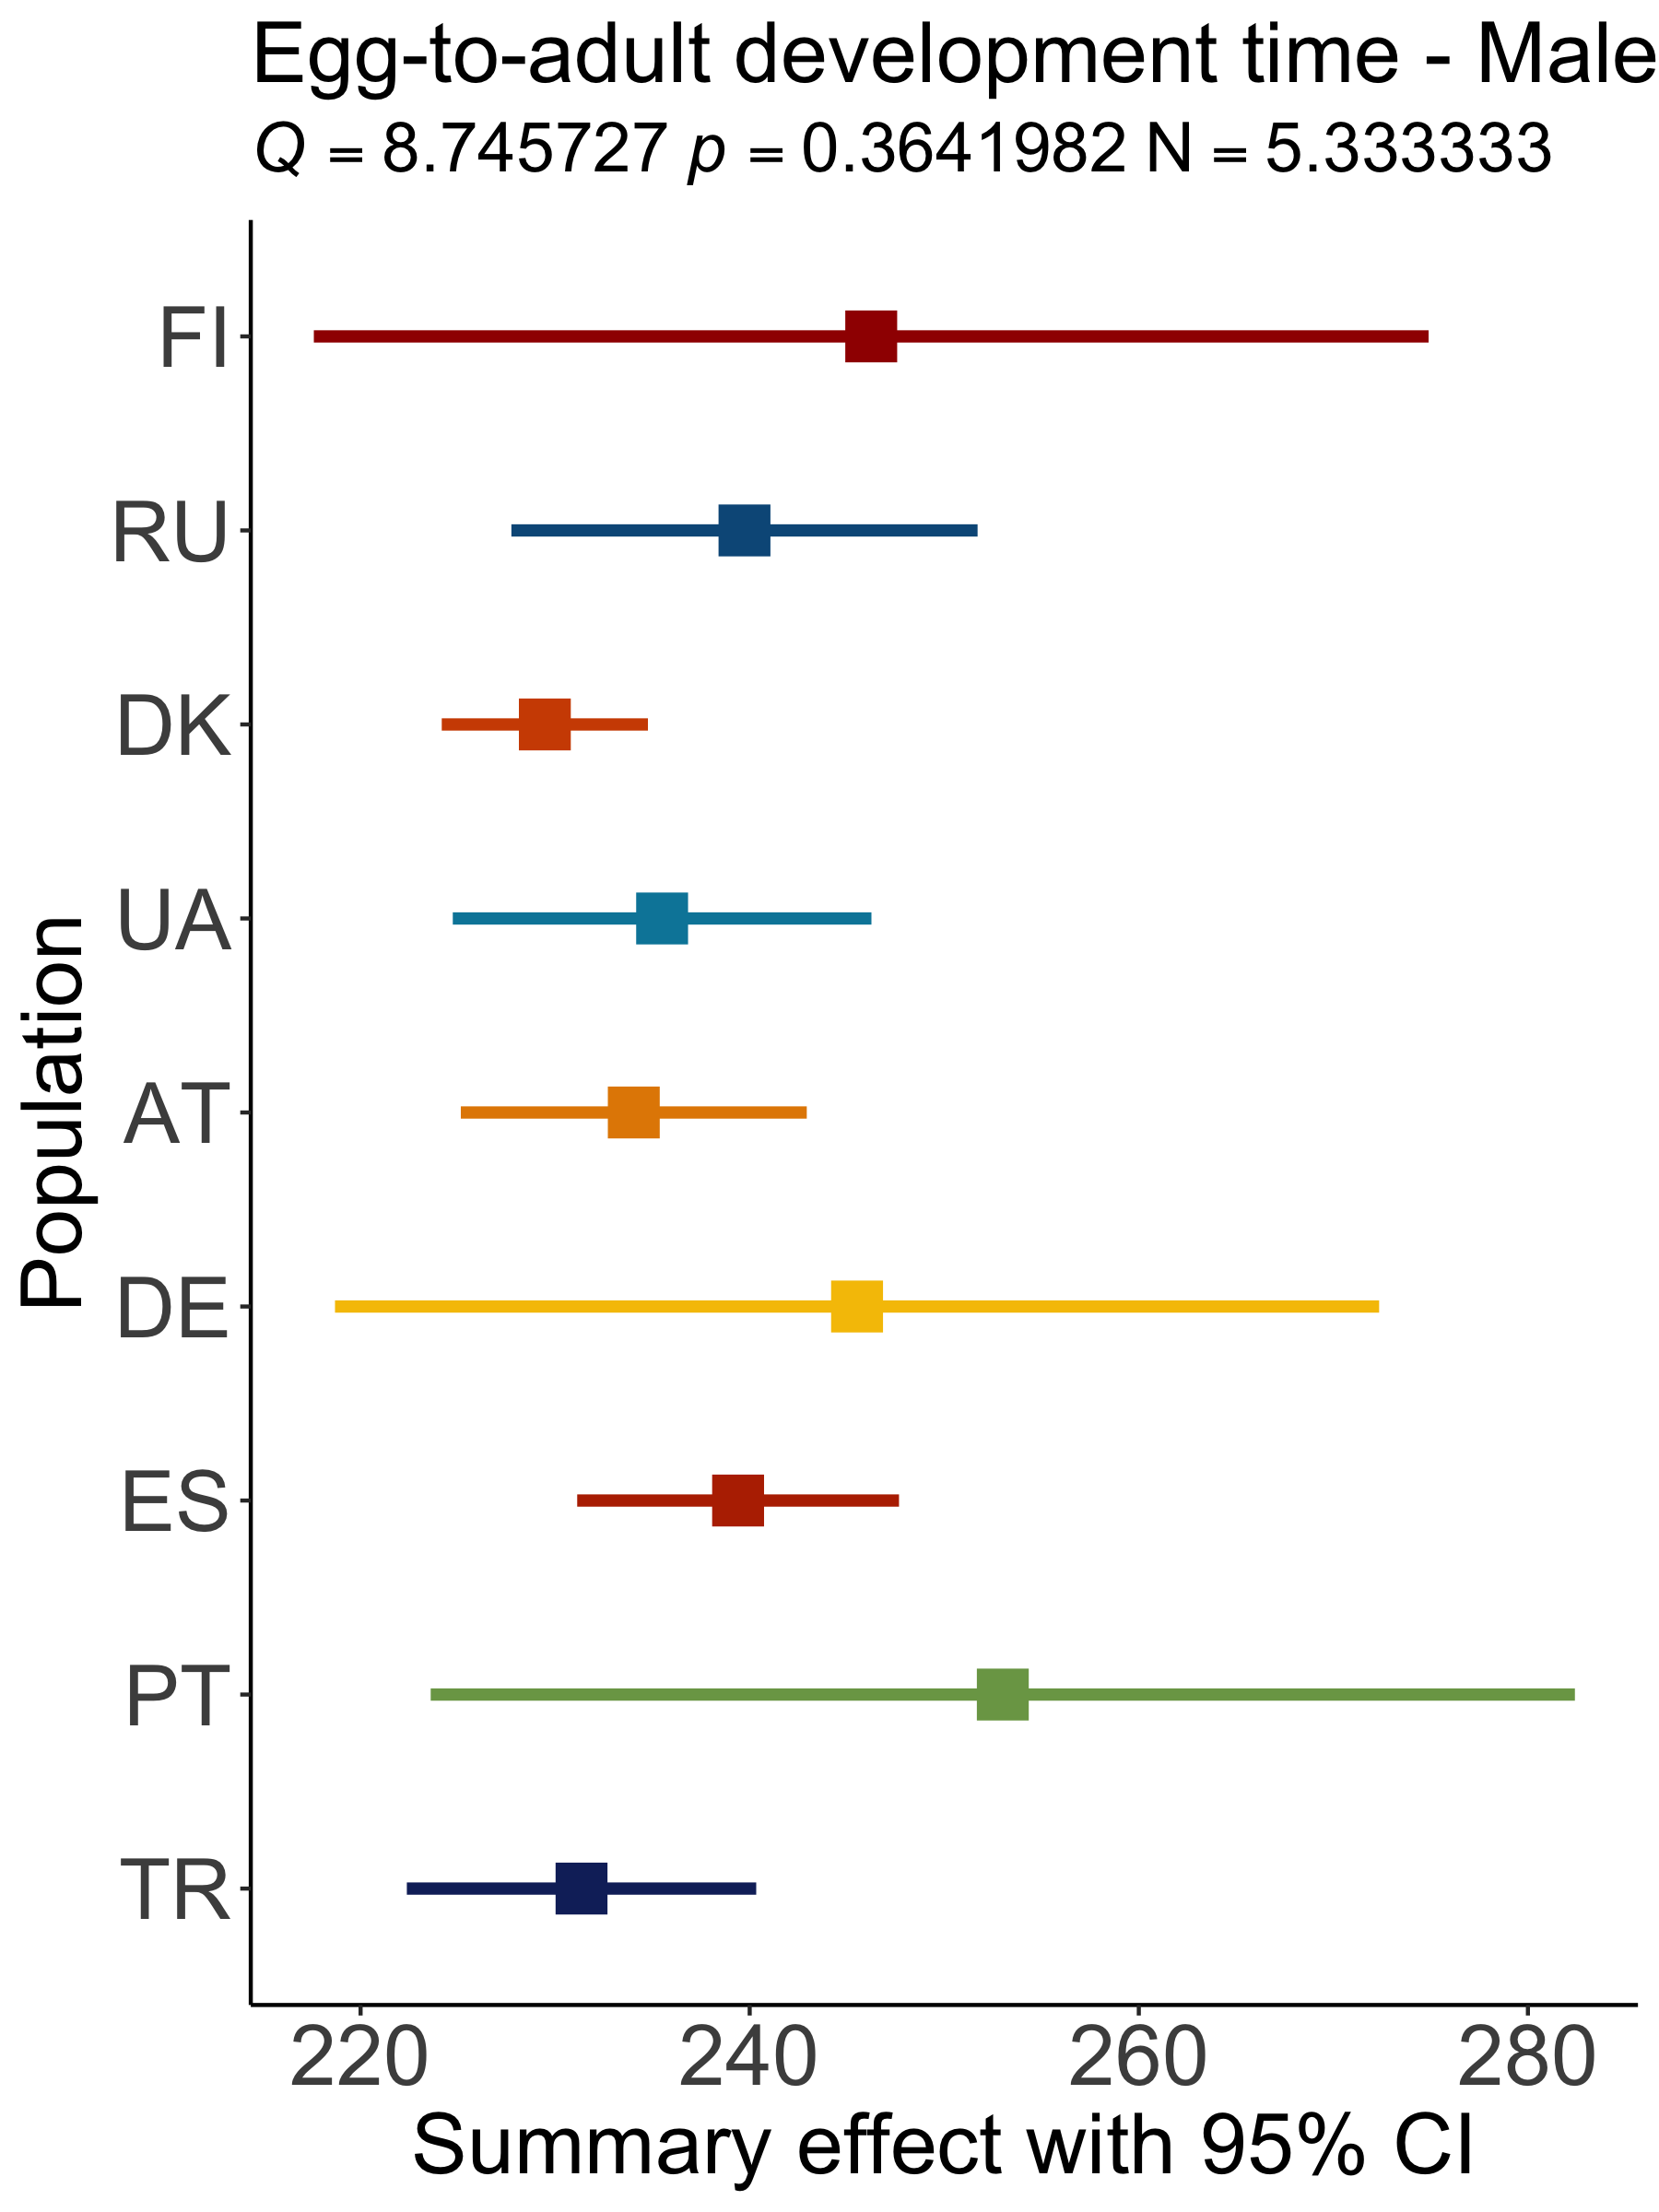 Egg-to-adult development time - Male
Q = 8.745727 p = 0.3641982 N = 5.333333
FI
RU
DK
UA
AT
DE
ES
PT
TR
Population
220 240 260 280
Summary effect with 95% CI